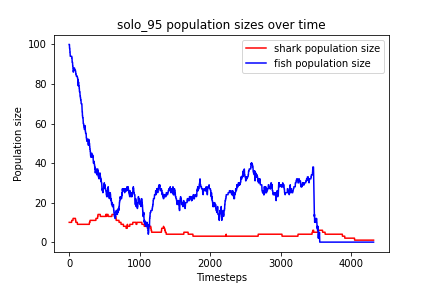 solo_95 population sizes over time
shark population size
fish population size
Population size
100
80
60
40
20
0
0
1000
2000
3000
4000
Timesteps